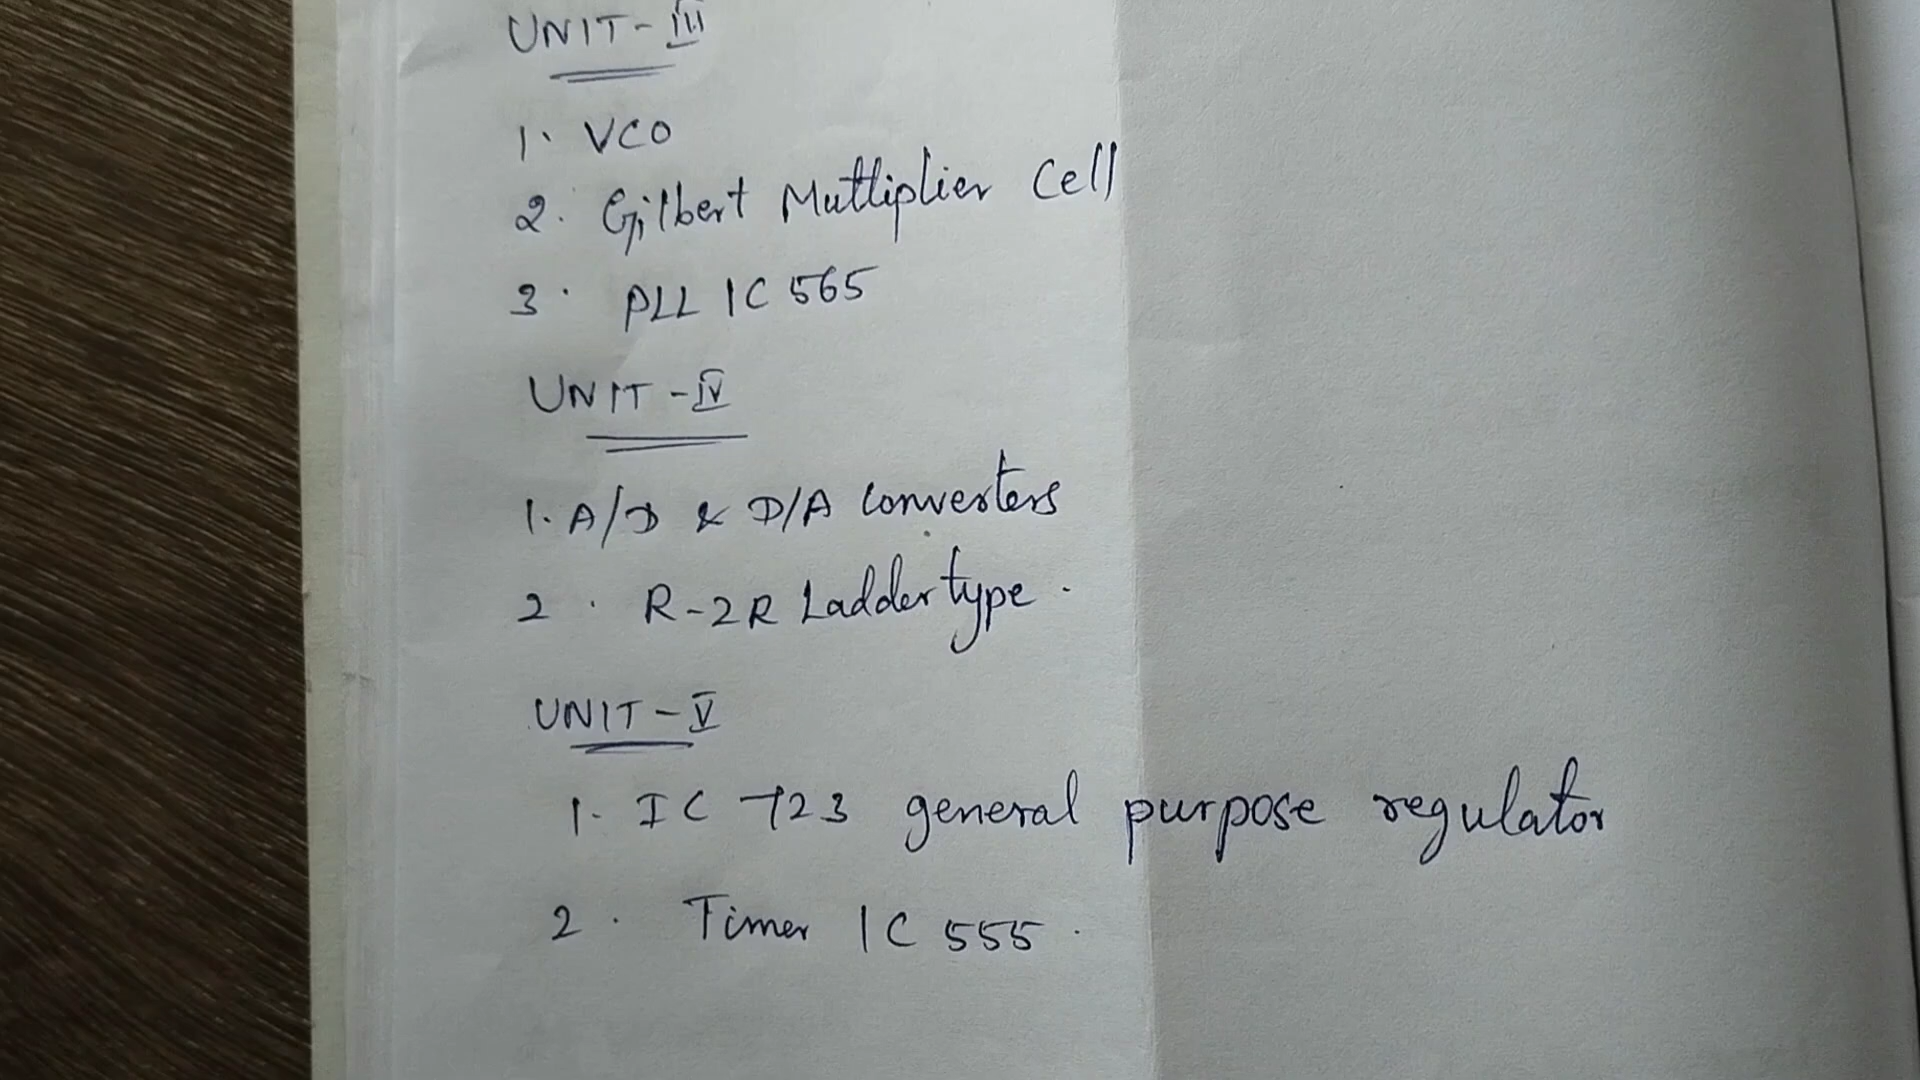 UNIT-III
1. VCO
2. Gilbert Multiplier Cell
3. PLL IC 565
UNIT-IV
1. A/D & D/A converters
2. R-2R Ladder type.
UNIT-V
1. IC 723 general purpose regulator
2. Timer IC 555.